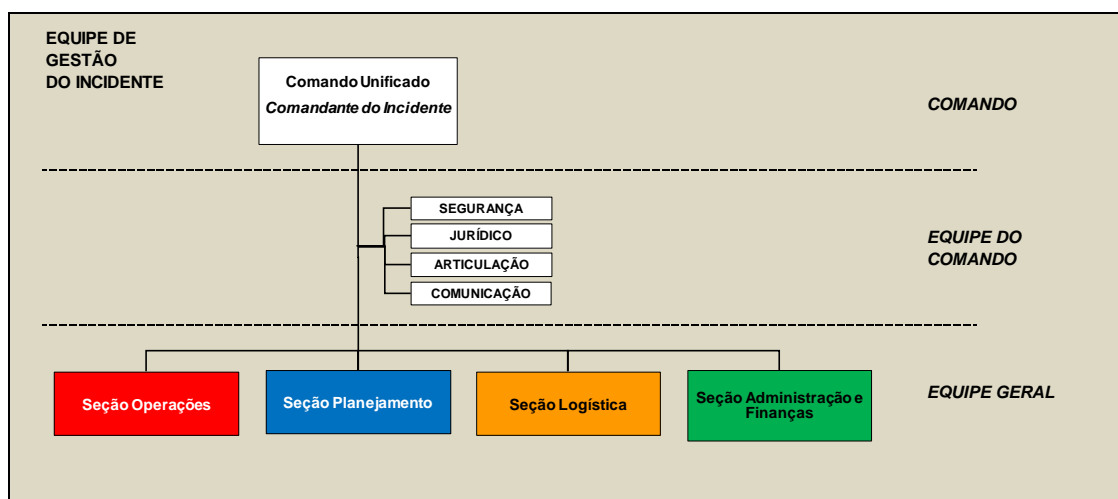 EQUIPE DE
GESTÃO
DO INCIDENTE
Comando Unificado
Comandante do Incidente
COMANDO
SEGURANÇA
JURÍDICO
ARTICULAÇÃO
COMUNICAÇÃO
EQUIPE DO
COMANDO
Seção Operações
Seção Planejamento
Seção Logística
Seção Administração e
Finanças
EQUIPE GERAL